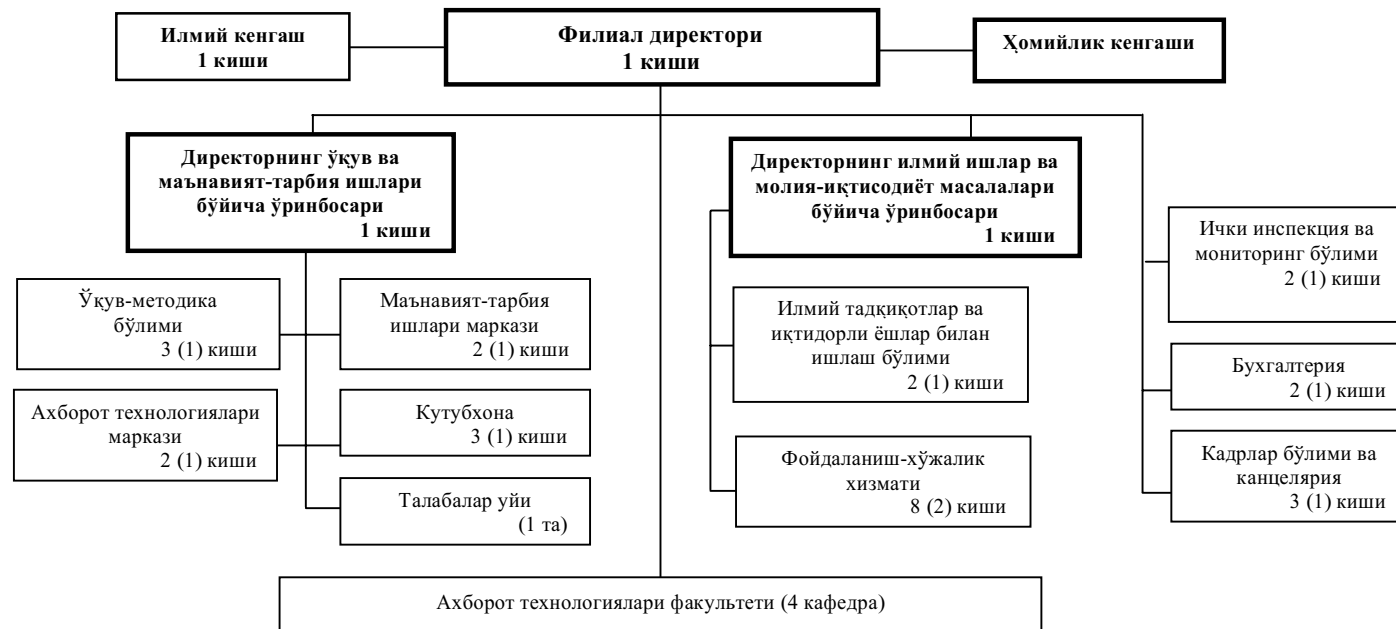 Илмий кенгаш
1 киши
Филиал директори
1 киши
Ҳомийлик кенгаши
Директорнинг ўқув ва
маънавият-тарбия ишлари
бўйича ўринбосари
1 киши
Директорнинг илмий ишлар ва
молия-иқтисодиёт масалалари
бўйича ўринбосари
1 киши
Ўқув-методика
бўлими
3 (1) киши
Маънавият-тарбия
ишлари маркази
2 (1) киши
Ахборот технологиялари
маркази
2 (1) киши
Кутубхона
3 (1) киши
Талабалар уйи
(1 та)
Илмий тадқиқотлар ва
иқтидорли ёшлар билан
ишлаш бўлими
2 (1) киши
Фойдаланиш-хўжалик
хизмати
8 (2) киши
Ички инспекция ва
мониторинг бўлими
2 (1) киши
Бухгалтерия
2 (1) киши
Кадрлар бўлими ва
канцелярия
3 (1) киши
Ахборот технологиялари факультети (4 кафедра)